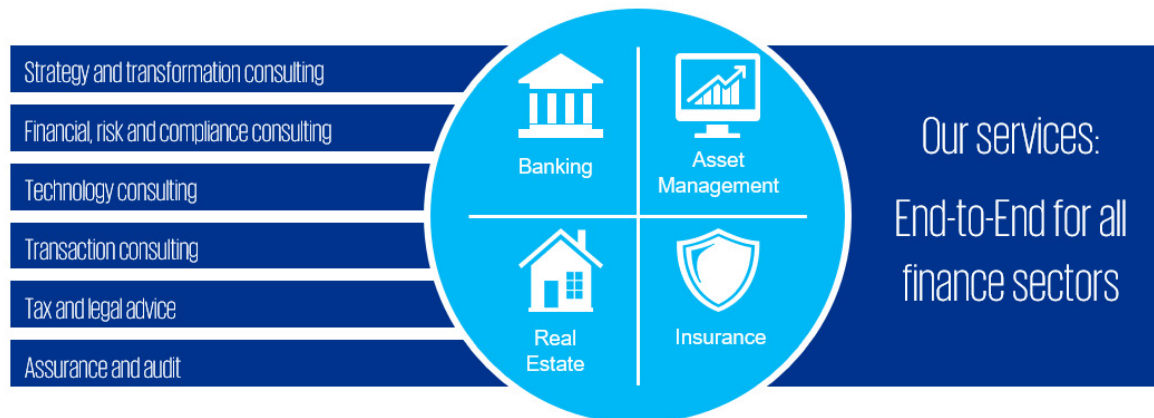 Strategy and transformation consulting
Financial, risk and compliance consulting
Technology consulting
Transaction consulting
Tax and legal advice
Assurance and audit
Banking
Asset
Management
Real
Estate
Insurance
Our services:
End-to-End for all
finance sectors